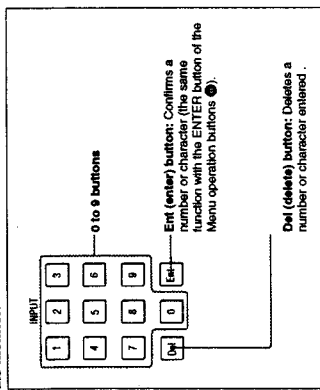 INPUT
1 2 3
4 5 6
7 8 9
Del 0 Ent
0 to 9 buttons
Ent (enter) button: Confirms a
number or character (the same
function with the ENTER button of the
Menu operation buttons
Del (delete) button: Deletes a
number or character entered .